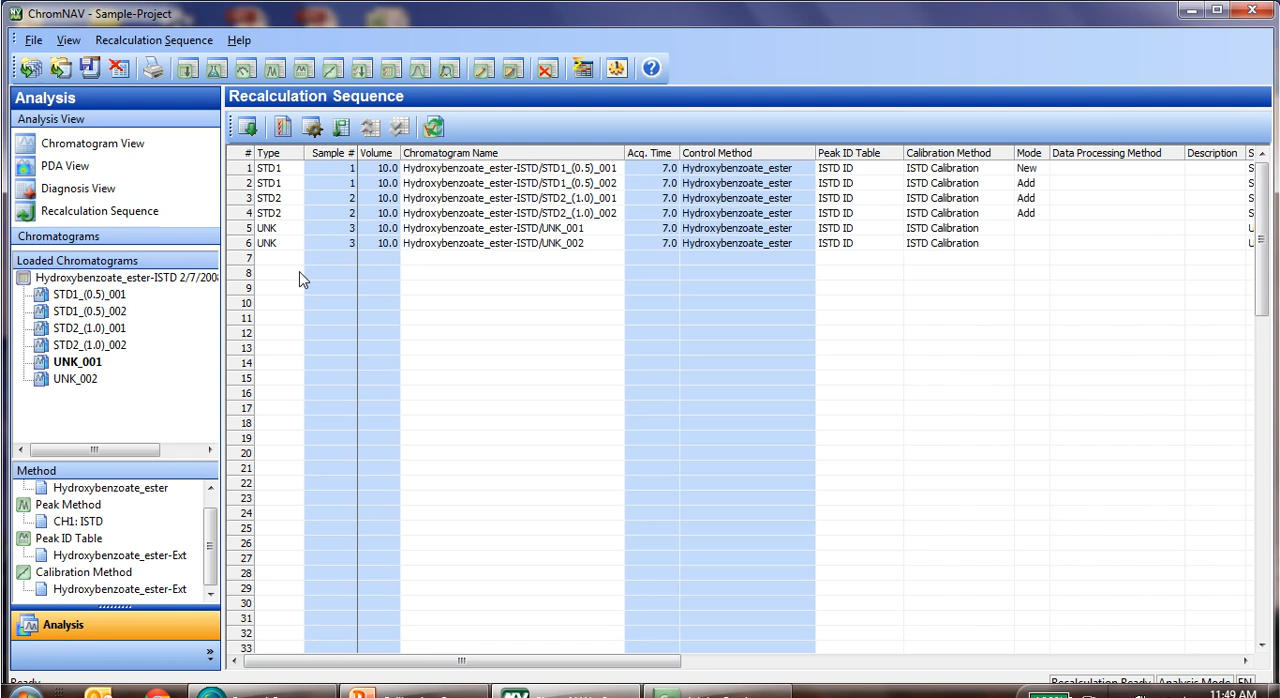 ChromNAV - Sample-Project
File View Recalculation Sequence Help
Analysis
Analysis View
Chromatogram View
PDA View
Diagnosis View
Recalculation Sequence
Chromatograms
Loaded Chromatograms
Hydroxybenzoate_ester-ISTD 2/7/200
STD1_(0.5)_001
STD1_(0.5)_002
STD2_(1.0)_001
STD2_(1.0)_002
UNK_001
UNK_002
Method
Hydroxybenzoate_ester
Peak Method
CH1: ISTD
Peak ID Table
Hydroxybenzoate_ester-Ext
Calibration Method
Hydroxybenzoate_ester-Ext
Analysis
Recalculation Sequence
# Type Sample # Volume Chromatogram Name Acq. Time Control Method Peak ID Table Calibration Method Mode Data Processing Method Description S
1 STD1 1 10.0 Hydroxybenzoate_ester-ISTD/STD1_(0.5)_001 7.0 Hydroxybenzoate_ester ISTD ID ISTD Calibration New S
2 STD1 1 10.0 Hydroxybenzoate_ester-ISTD/STD1_(0.5)_002 7.0 Hydroxybenzoate_ester ISTD ID ISTD Calibration Add S
3 STD2 2 10.0 Hydroxybenzoate_ester-ISTD/STD2_(1.0)_001 7.0 Hydroxybenzoate_ester ISTD ID ISTD Calibration Add S
4 STD2 2 10.0 Hydroxybenzoate_ester-ISTD/STD2_(1.0)_002 7.0 Hydroxybenzoate_ester ISTD ID ISTD Calibration Add S
5 UNK 3 10.0 Hydroxybenzoate_ester-ISTD/UNK_001 7.0 Hydroxybenzoate_ester ISTD ID ISTD Calibration U
6 UNK 3 10.0 Hydroxybenzoate_ester-ISTD/UNK_002 7.0 Hydroxybenzoate_ester ISTD ID ISTD Calibration U
7
8
9
10
11
12
13
14
15
16
17
18
19
20
21
22
23
24
25
26
27
28
29
30
31
32
33
Ready
Recalculation Ready Analysis Mode EN
11:49 AM